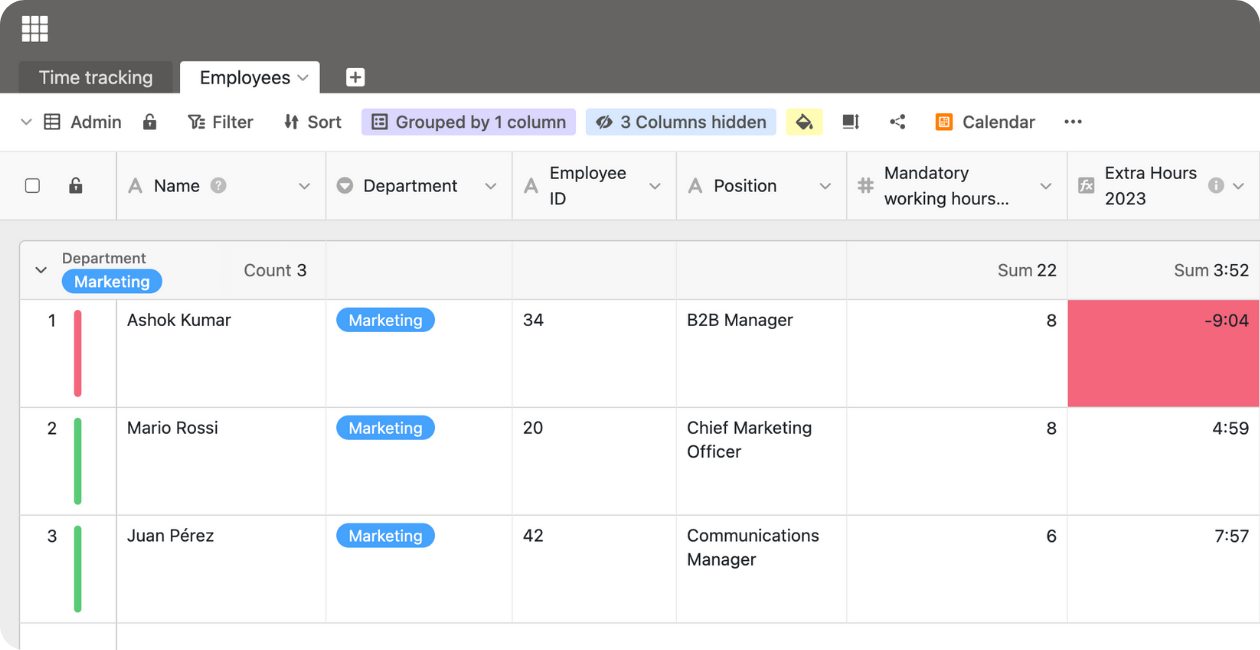 Time tracking
Employees
Admin
Filter
Sort
Grouped by 1 column
3 Columns hidden
Calendar
Name
Department
Employee
ID
Position
Mandatory
working hours...
Extra Hours
2023
Department
Marketing
Count 3
Sum 22
Sum 3:52
1
Ashok Kumar
Marketing
34
B2B Manager
8
-9:04
2
Mario Rossi
Marketing
20
Chief Marketing
Officer
8
4:59
3
Juan Pérez
Marketing
42
Communications
Manager
6
7:57